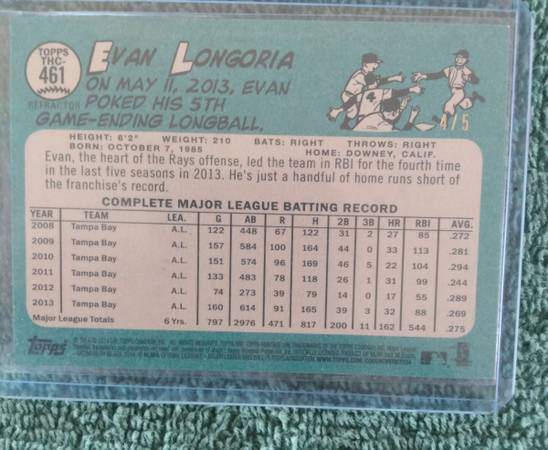 TOPPS
THC-
461
REFRACTOR
EVAN LONGORIA
ON MAY 11, 2013, EVAN
POKED HIS 5TH
GAME-ENDING LONGBALL.
4
4/5
HEIGHT: 6'2" WEIGHT: 210 BATS: RIGHT THROWS: RIGHT
BORN: OCTOBER 7, 1985 HOME: DOWNEY, CALIF.
Evan, the heart of the Rays offense, led the team in RBI for the fourth time
in the last five seasons in 2013. He's just a handful of home runs short of
the franchise's record.
COMPLETE MAJOR LEAGUE BATTING RECORD
YEAR TEAM LEA. G AB R H 2B 3B HR RBI AVG.
2008 Tampa Bay A.L. 122 448 67 122 31 2 27 85 .272
2009 Tampa Bay A.L. 157 584 100 164 44 0 33 113 .281
2010 Tampa Bay A.L. 151 574 96 169 46 5 22 104 .294
2011 Tampa Bay A.L. 133 483 78 118 26 1 31 99 .244
2012 Tampa Bay A.L. 74 273 39 79 14 0 17 55 .289
2013 Tampa Bay A.L. 160 614 91 165 39 3 32 88 .269
Major League Totals 6 Yrs. 797 2976 471 817 200 11 162 544 .275
Topps